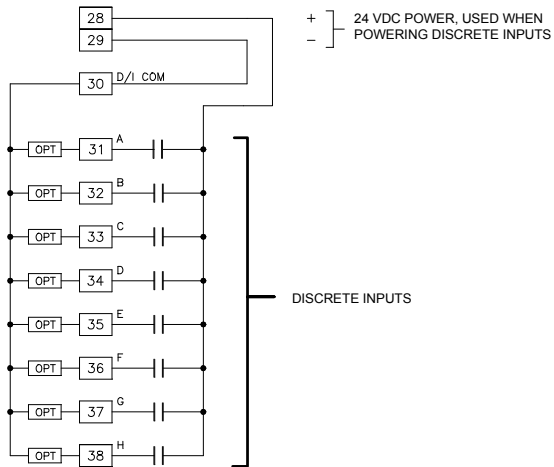 28
+ 24 VDC POWER, USED WHEN
29
– POWERING DISCRETE INPUTS
30 D/I COM
OPT 31 A
OPT 32 B
OPT 33 C
OPT 34 D
DISCRETE INPUTS
OPT 35 E
OPT 36 F
OPT 37 G
OPT 38 H